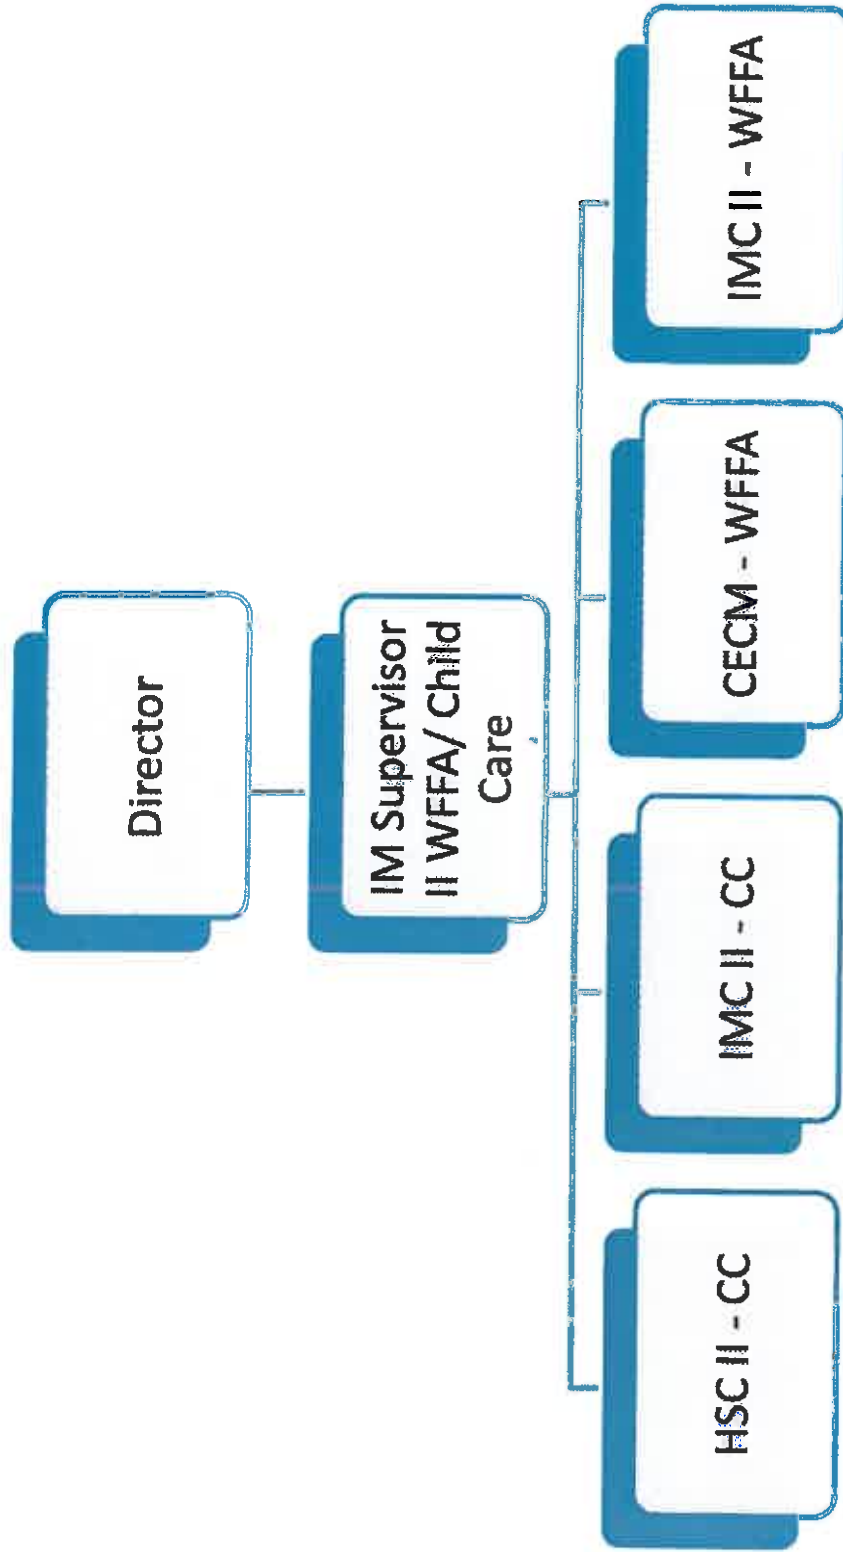 Director
IM Supervisor
II WFFA/ Child
Care
HSC II - CC
IMC II - CC
CECM - WFFA
IMC II - WFFA